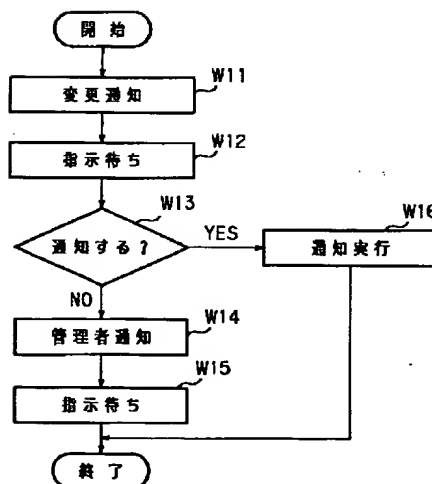 開始
W11
変更通知
W12
指示待ち
W13
通知する?
YES
W16
通知実行
NO
W14
管理者通知
W15
指示待ち
終了